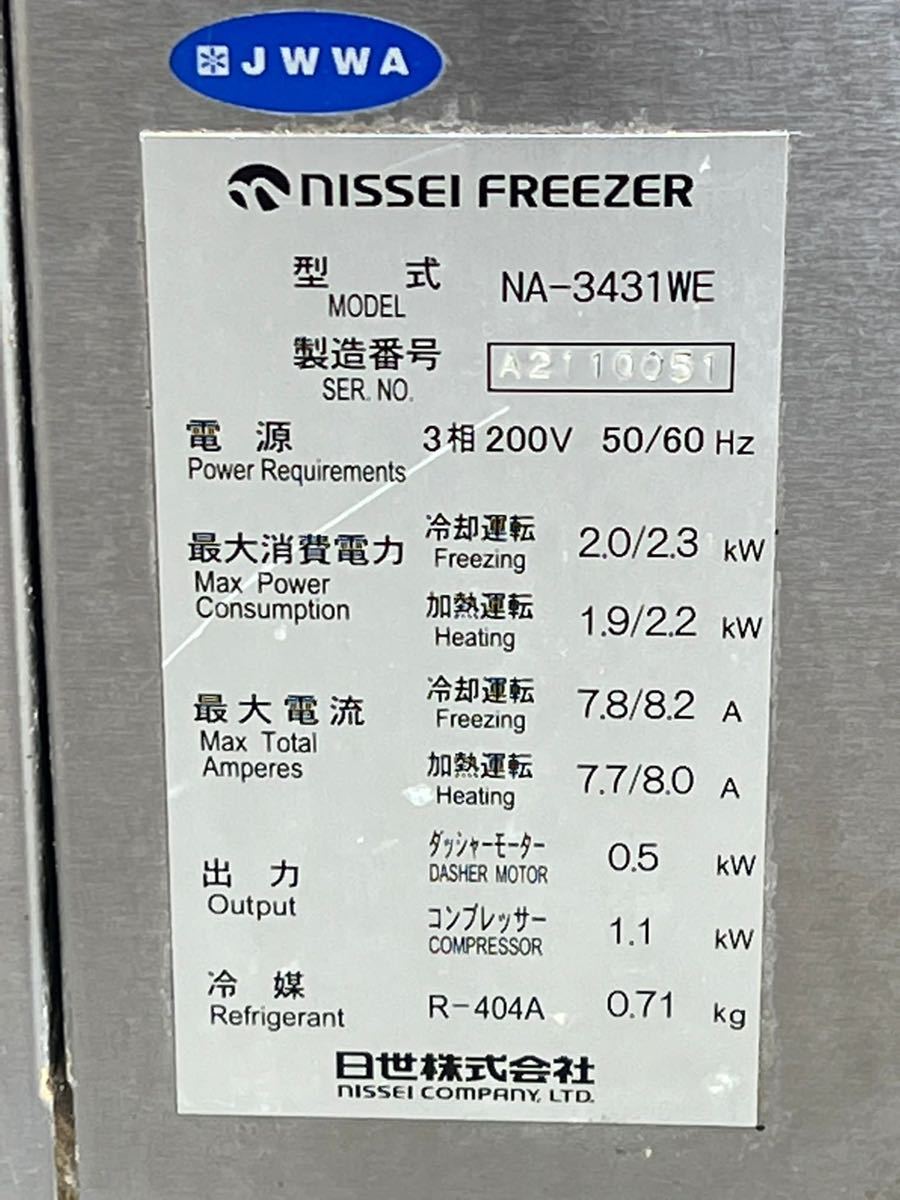 JWWA
NISSEI FREEZER
型 式 NA-3431WE
MODEL
製造番号 A2110051
SER. NO.
電 源 3相 200V 50/60 Hz
Power Requirements
最大消費電力 冷却運転 2.0/2.3 kW
Max Power Freezing
Consumption 加熱運転 1.9/2.2 kW
Heating
最大電流 冷却運転 7.8/8.2 A
Max Total Freezing
Amperes 加熱運転 7.7/8.0 A
Heating
出 力 ダッシャーモーター 0.5 kW
Output DASHER MOTOR
コンプレッサー 1.1 kW
COMPRESSOR
冷 媒 R-404A 0.71 kg
Refrigerant
日世株式会社
NISSEI COMPANY, LTD.